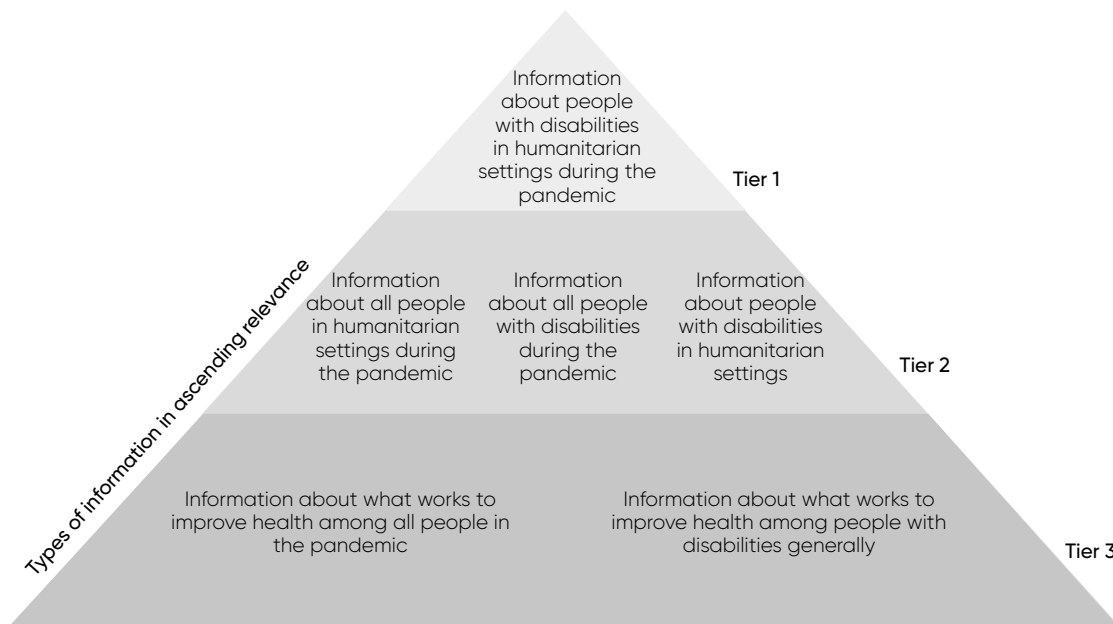 Information
about people
with disabilities
in humanitarian
settings during the
pandemic
Tier 1
Types of information in ascending relevance
Information
about all people
in humanitarian
settings during
the pandemic
Information
about all people
with disabilities
during the
pandemic
Information
about people
with disabilities
in humanitarian
settings
Tier 2
Information about what works to
improve health among all people in
the pandemic
Information about what works to
improve health among people with
disabilities generally
Tier 3